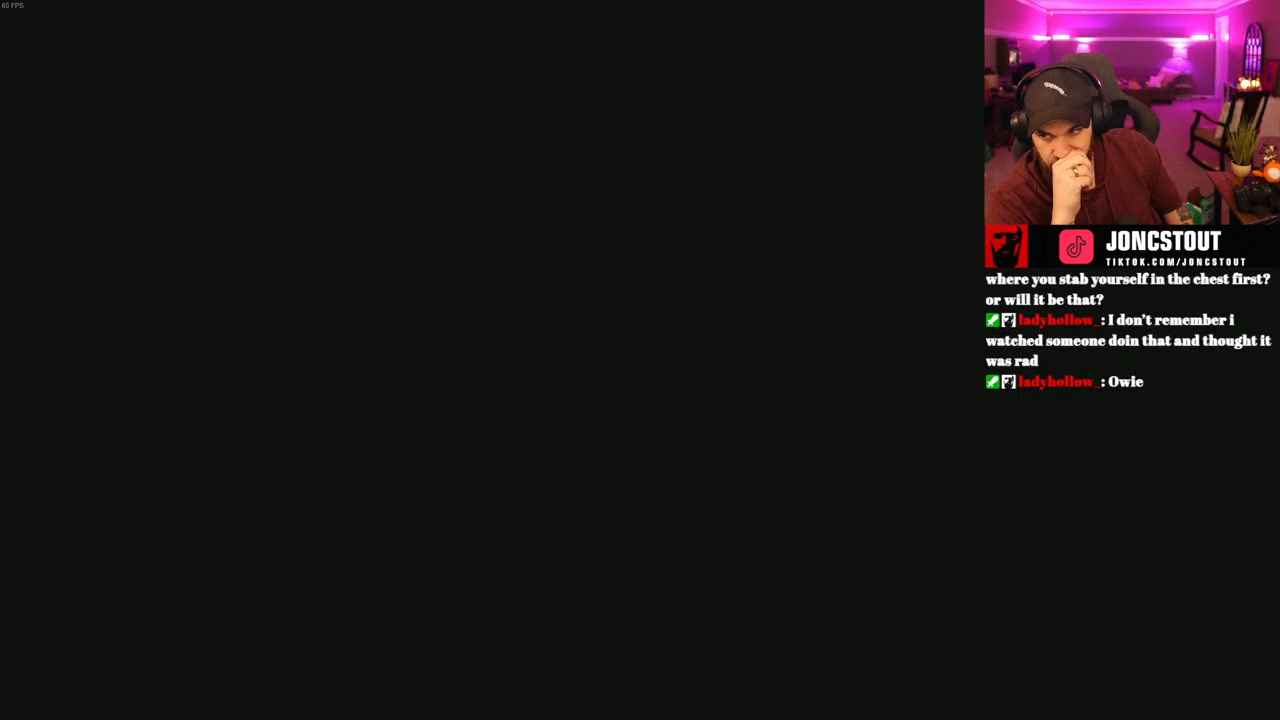 60 FPS
JONCSTOUT
TIKTOK.COM/JONCSTOUT
where you stab yourself in the chest first?
or will it be that?
ladyhollow_: I don't remember i
watched someone doin that and thought it
was rad
ladyhollow_: Owie